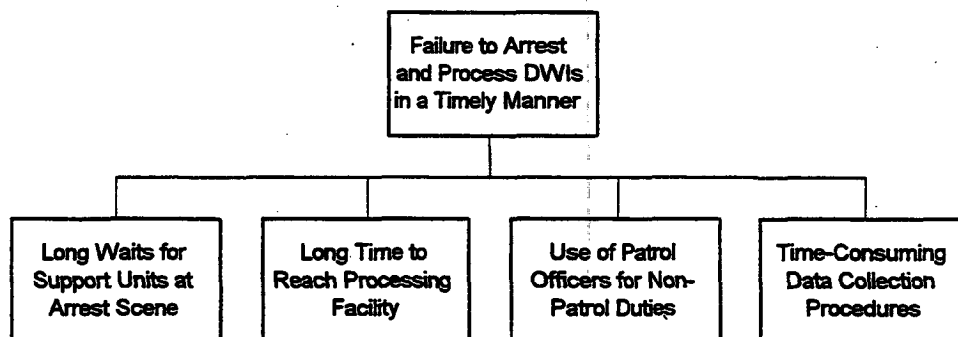 Failure to Arrest
and Process DWIs
in a Timely Manner
Long Waits for
Support Units at
Arrest Scene
Long Time to
Reach Processing
Facility
Use of Patrol
Officers for Non-
Patrol Duties
Time-Consuming
Data Collection
Procedures